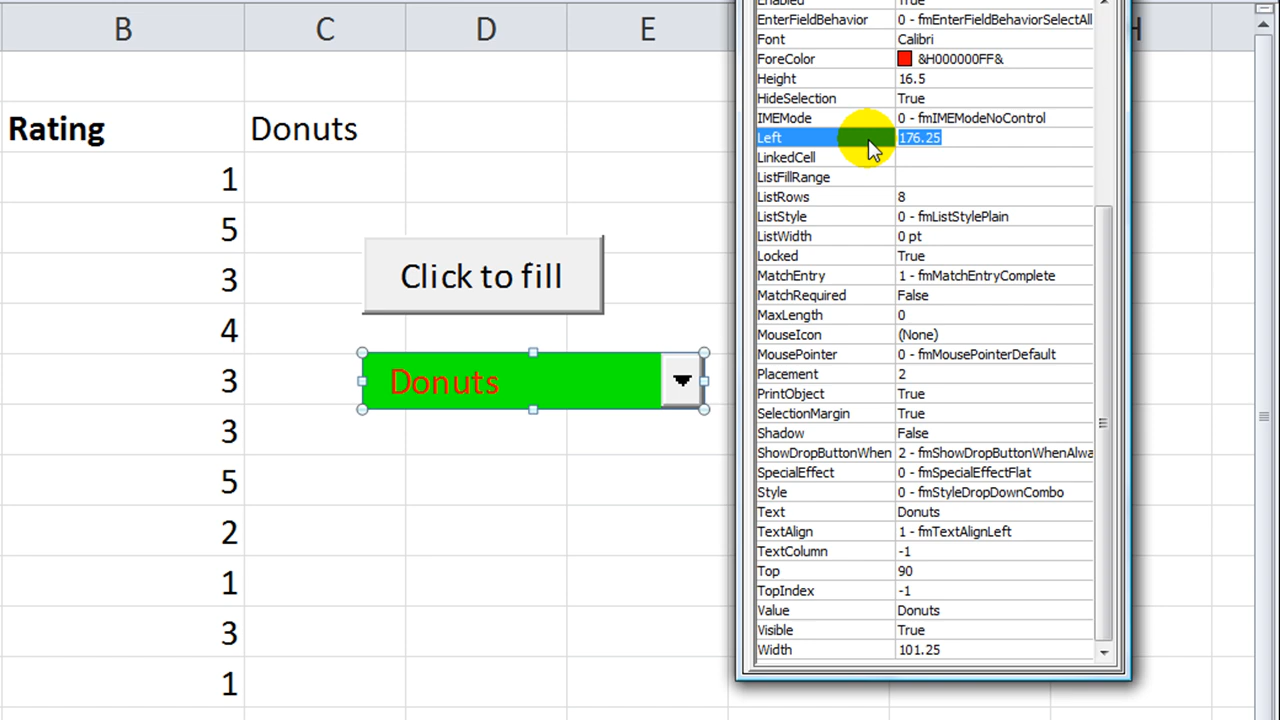 B C D E H
Rating Donuts
1
5
3
4
3
3
5
2
1
3
1
Click to fill
Donuts
Enabled True
EnterFieldBehavior 0 - fmEnterFieldBehaviorSelectAll
Font Calibri
ForeColor &H000000FF&
Height 16.5
HideSelection True
IMEMode 0 - fmIMEModeNoControl
Left 176.25
LinkedCell
ListFillRange
ListRows 8
ListStyle 0 - fmListStylePlain
ListWidth 0 pt
Locked True
MatchEntry 1 - fmMatchEntryComplete
MatchRequired False
MaxLength 0
MouseIcon (None)
MousePointer 0 - fmMousePointerDefault
Placement 2
PrintObject True
SelectionMargin True
Shadow False
ShowDropButtonWhen 2 - fmShowDropButtonWhenAlwa
SpecialEffect 0 - fmSpecialEffectFlat
Style 0 - fmStyleDropDownCombo
Text Donuts
TextAlign 1 - fmTextAlignLeft
TextColumn -1
Top 90
TopIndex -1
Value Donuts
Visible True
Width 101.25